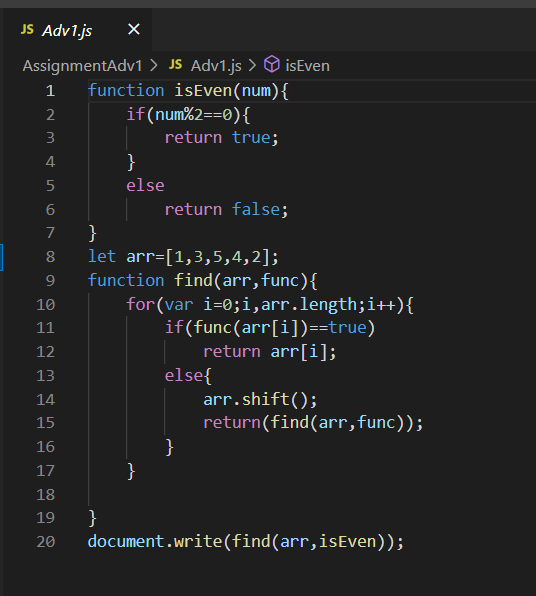 JS Adv1.js ×
AssignmentAdv1 > JS Adv1.js > isEven
1 function isEven(num){
2     if(num%2==0){
3         return true;
4     }
5     else
6         return false;
7 }
8 let arr=[1,3,5,4,2];
9 function find(arr,func){
10     for(var i=0;i,arr.length;i++){
11         if(func(arr[i])==true)
12             return arr[i];
13         else{
14             arr.shift();
15             return(find(arr,func));
16         }
17     }
18
19 }
20 document.write(find(arr,isEven));